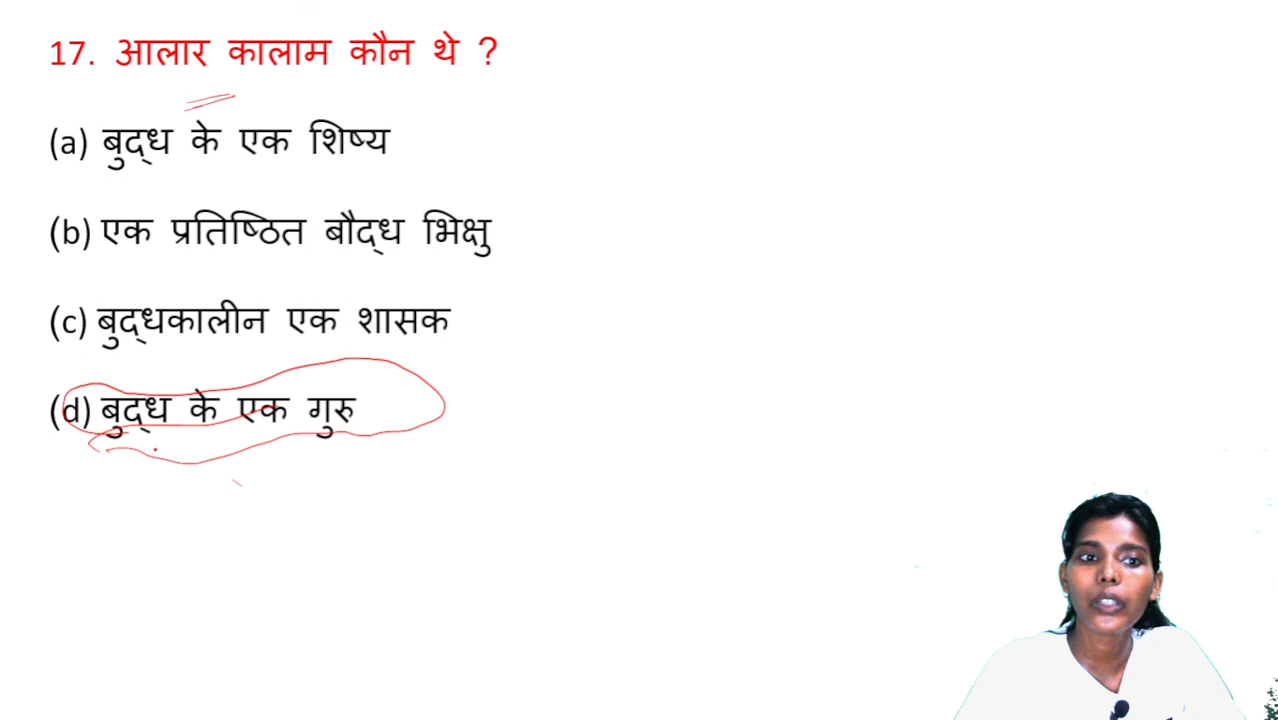 17. आलार कालाम कौन थे ?
(a) बुद्ध के एक शिष्य
(b) एक प्रतिष्ठित बौद्ध भिक्षु
(c) बुद्धकालीन एक शासक
(d) बुद्ध के एक गुरु